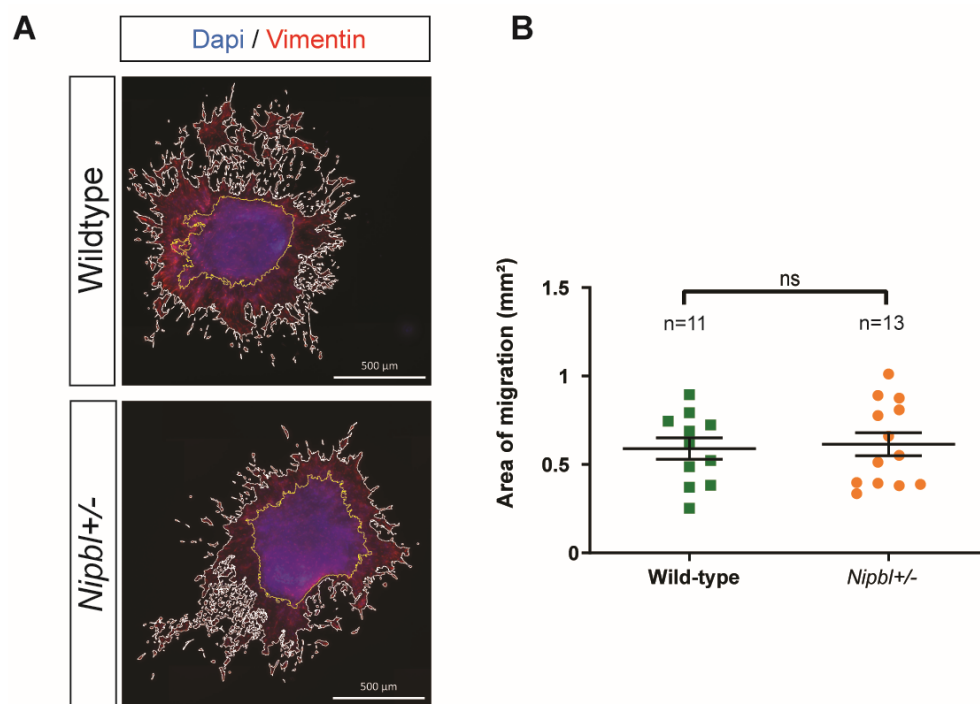 A
Dapi / Vimentin
Wildtype
500 µm
Nipbl+/-
500 µm
B
Area of migration (mm²)
1.5
1
0.5
0
ns
n=11
n=13
Wild-type
Nipbl+/-